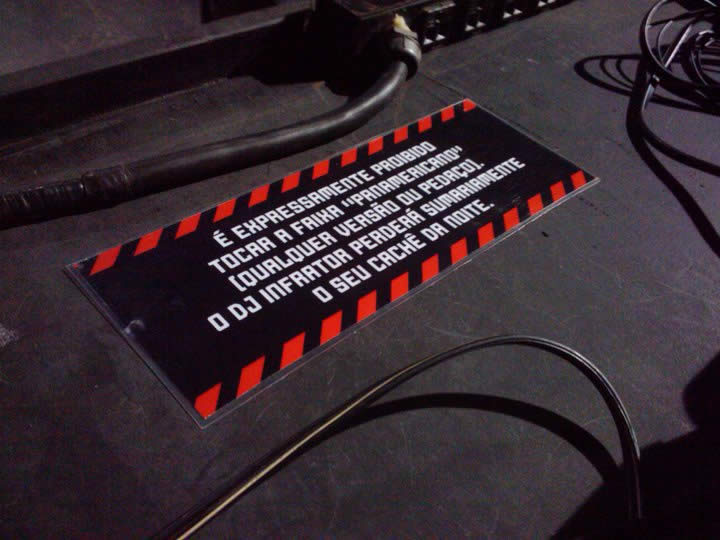 É EXPRESSAMENTE PROIBIDO
TOCAR A FAIXA "PANAMERICANO"
(QUALQUER VERSÃO OU PEDAÇO).
O DJ INFRATOR PERDERÁ SUMARIAMENTE
O SEU CACHÊ DA NOITE.